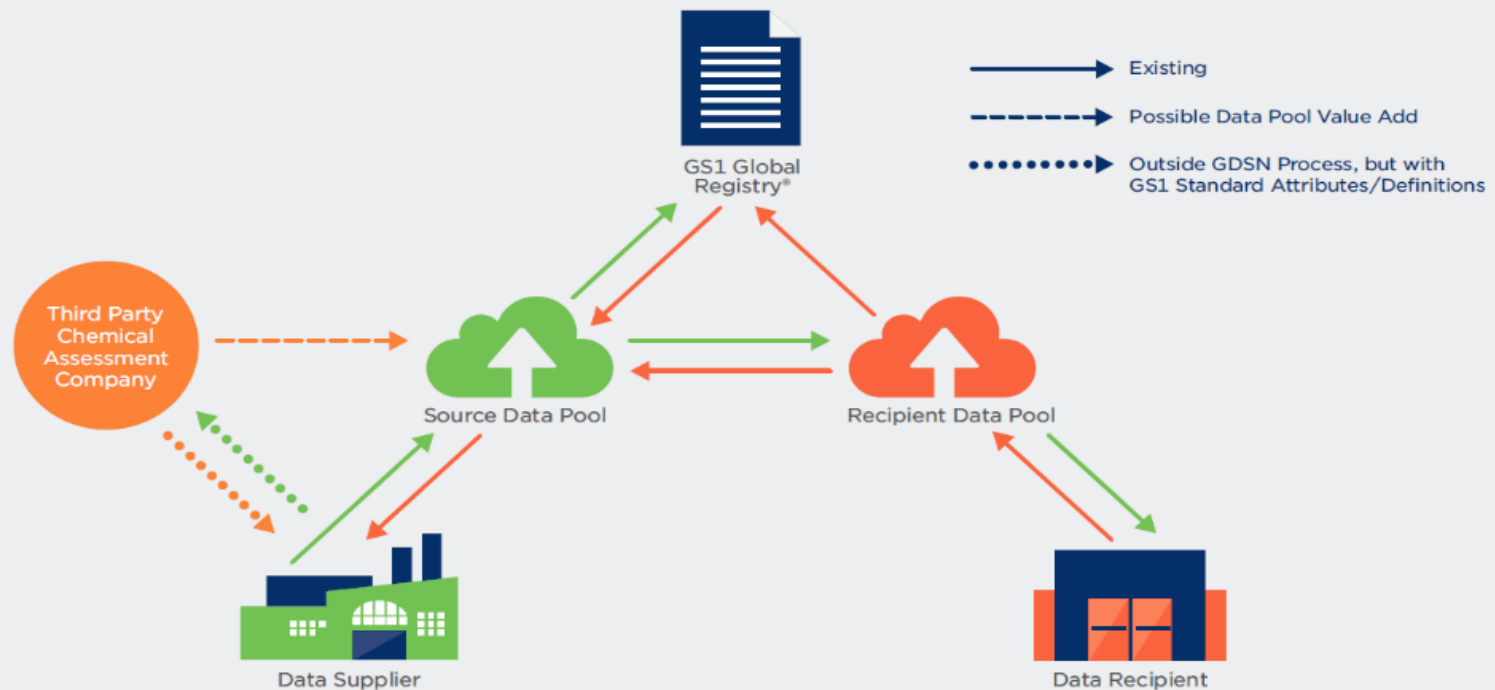 GS1 Global
Registry®
Existing
Possible Data Pool Value Add
Outside GDSN Process, but with
GS1 Standard Attributes/Definitions
Third Party
Chemical
Assessment
Company
Source Data Pool
Recipient Data Pool
Data Supplier
Data Recipient